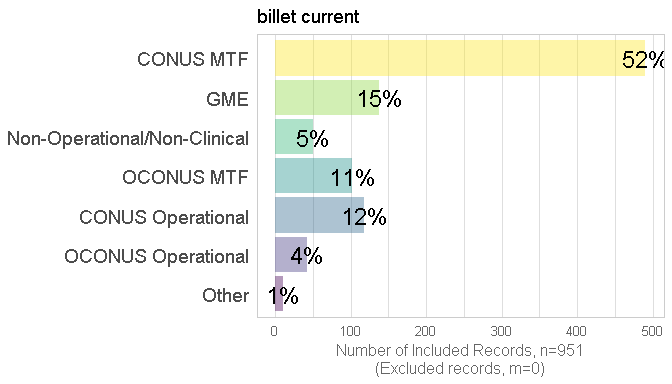 billet current
CONUS MTF 52%
GME 15%
Non-Operational/Non-Clinical 5%
OCONUS MTF 11%
CONUS Operational 12%
OCONUS Operational 4%
Other 1%
0 100 200 300 400 500
Number of Included Records, n=951
(Excluded records, m=0)